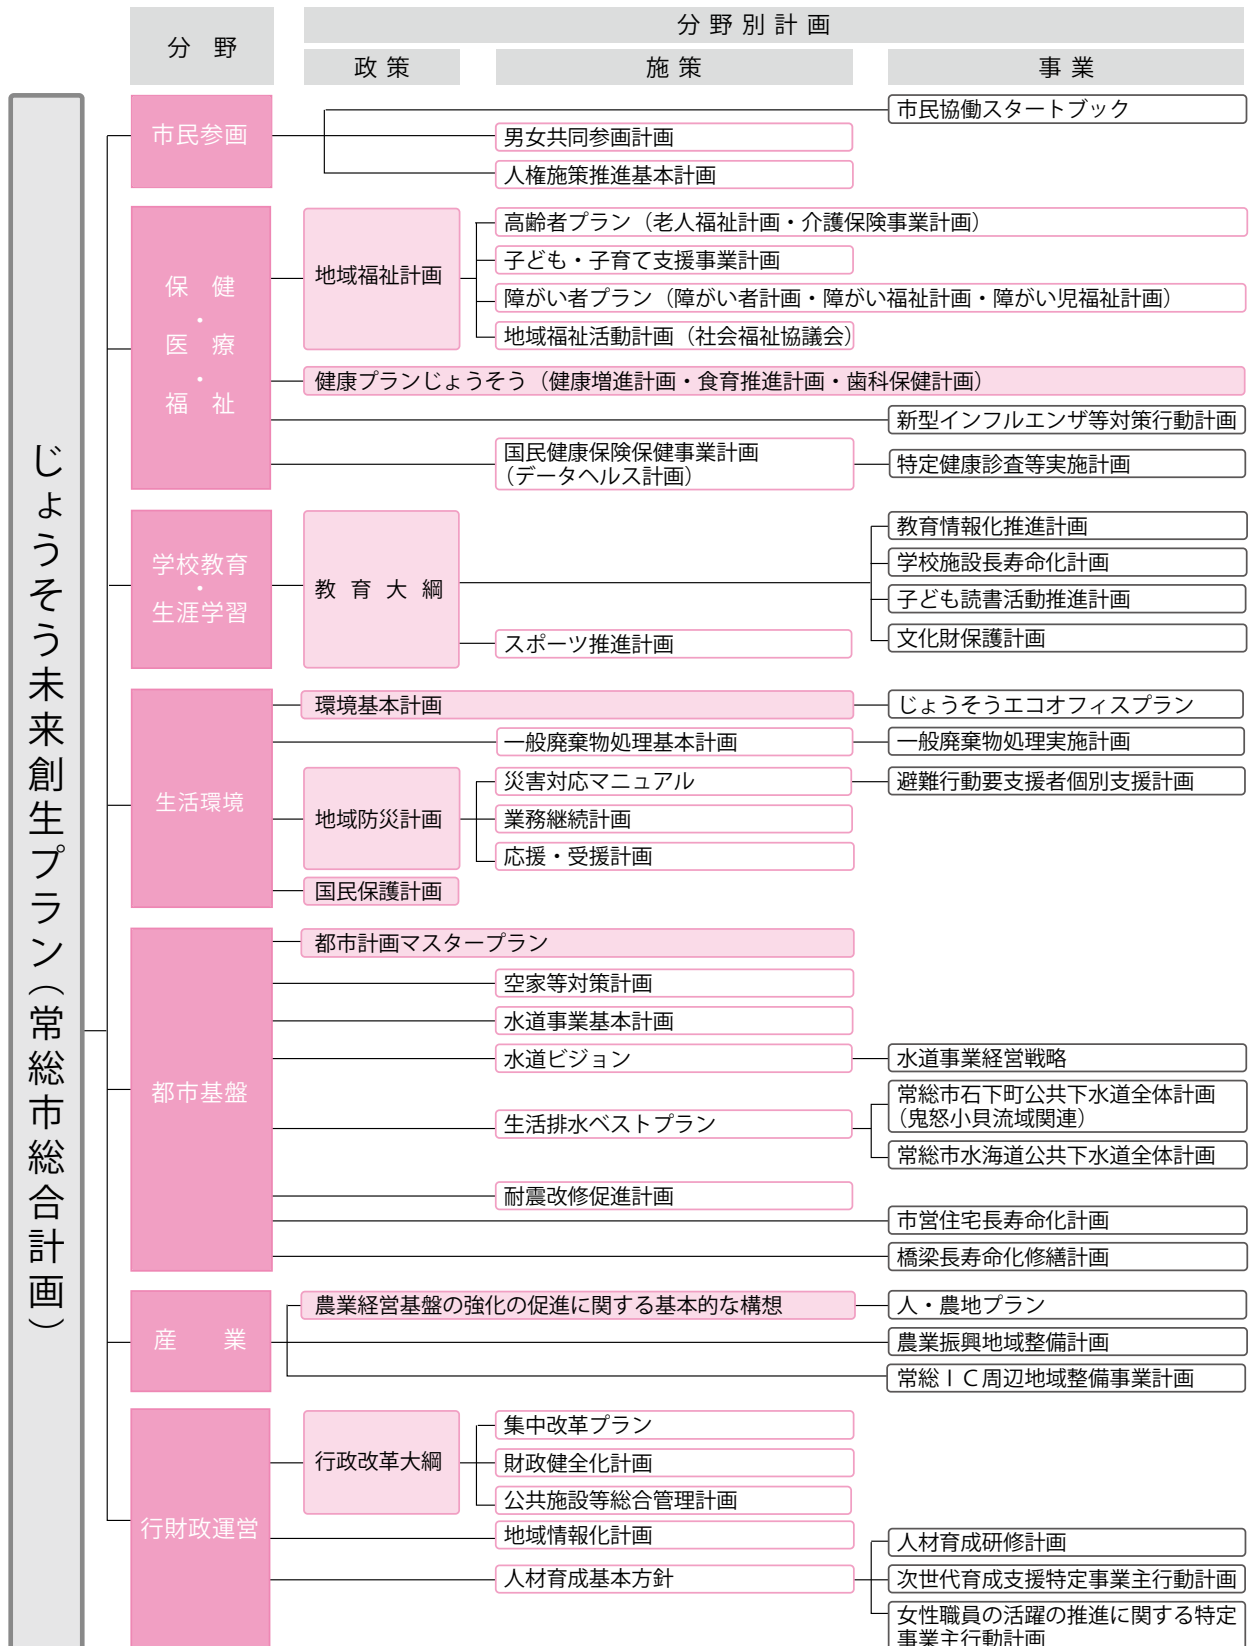 分 野
分野別計画
政策
施策
事業
じょうそう未来創生プラン（常総市総合計画）
市民参画
市民協働スタートブック
男女共同参画計画
人権施策推進基本計画
保 健
・
医 療
・
福 祉
地域福祉計画
高齢者プラン（老人福祉計画・介護保険事業計画）
子ども・子育て支援事業計画
障がい者プラン（障がい者計画・障がい福祉計画・障がい児福祉計画）
地域福祉活動計画（社会福祉協議会）
健康プランじょうそう（健康増進計画・食育推進計画・歯科保健計画）
新型インフルエンザ等対策行動計画
国民健康保険保健事業計画
（データヘルス計画）
特定健康診査等実施計画
学校教育
・
生涯学習
教育大綱
教育情報化推進計画
学校施設長寿命化計画
子ども読書活動推進計画
文化財保護計画
スポーツ推進計画
生活環境
環境基本計画
じょうそうエコオフィスプラン
一般廃棄物処理基本計画
一般廃棄物処理実施計画
地域防災計画
災害対応マニュアル
避難行動要支援者個別支援計画
業務継続計画
応援・受援計画
国民保護計画
都市基盤
都市計画マスタープラン
空家等対策計画
水道事業基本計画
水道ビジョン
水道事業経営戦略
生活排水ベストプラン
常総市石下町公共下水道全体計画
（鬼怒小貝流域関連）
常総市水海道公共下水道全体計画
耐震改修促進計画
市営住宅長寿命化計画
橋梁長寿命化修繕計画
産 業
農業経営基盤の強化の促進に関する基本的な構想
人・農地プラン
農業振興地域整備計画
常総ＩＣ周辺地域整備事業計画
行財政運営
行政改革大綱
集中改革プラン
財政健全化計画
公共施設等総合管理計画
地域情報化計画
人材育成基本方針
人材育成研修計画
次世代育成支援特定事業主行動計画
女性職員の活躍の推進に関する特定
事業主行動計画